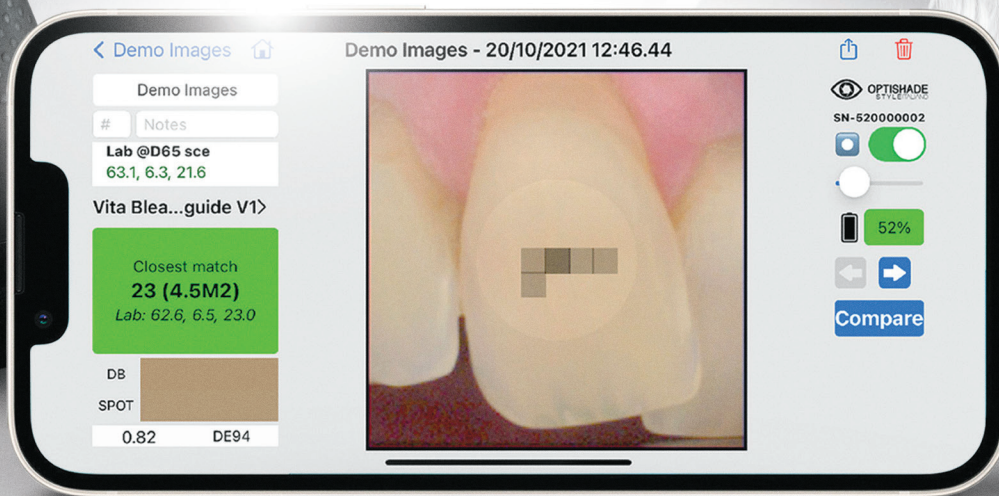 Demo Images
Demo Images - 20/10/2021 12:46.44
Demo Images
# Notes
Lab @D65 sce
63.1, 6.3, 21.6
Vita Blea...guide V1>
Closest match
23 (4.5M2)
Lab: 62.6, 6.5, 23.0
DB
SPOT
0.82 DE94
OPTISHADE
STYLEITALIANO
SN-520000002
52%
Compare